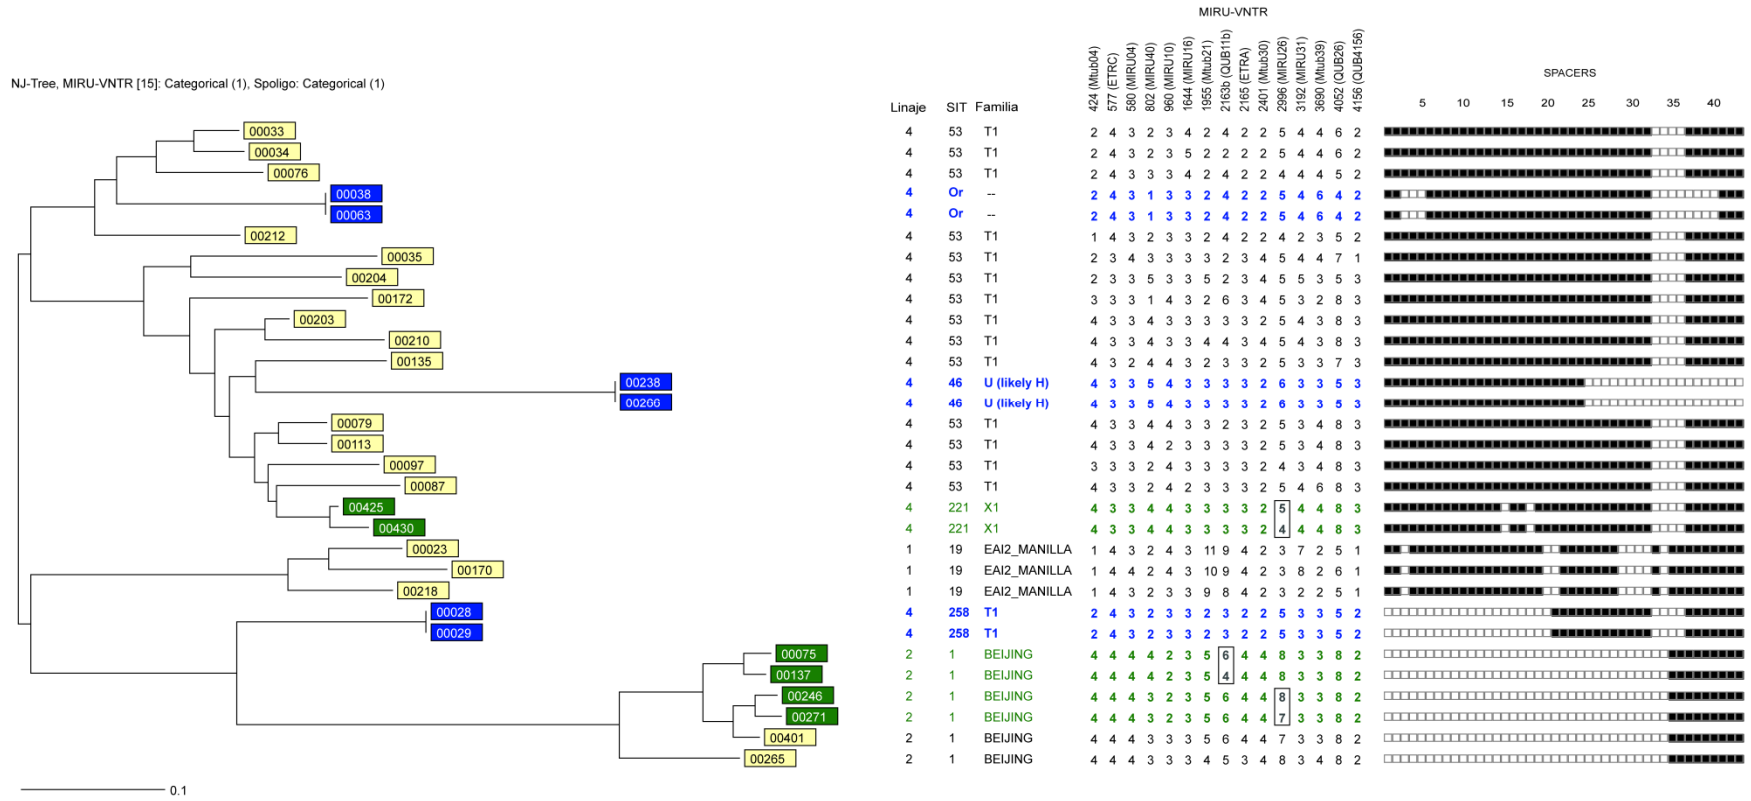 MIRU-VNTR
NJ-Tree, MIRU-VNTR [15]: Categorical (1), Spoligo: Categorical (1)
424 (Mtub04)
577 (ETRC)
580 (MIRU04)
802 (MIRU40)
960 (MIRU10)
1644 (MIRU16)
1955 (Mtub21)
2163b (QUB11b)
2165 (ETRA)
2401 (Mtub30)
2996 (MIRU26)
3192 (MIRU31)
3690 (Mtub39)
4052 (QUB26)
4156 (QUB4156)
SPACERS
Linaje SIT Familia
5 10 15 20 25 30 35 40
00033 4 53 T1 2 4 3 2 3 4 2 4 2 2 5 4 4 6 2
00034 4 53 T1 2 4 3 2 3 5 2 2 2 2 5 4 4 6 2
00076 4 53 T1 2 4 3 3 3 4 2 4 2 2 4 4 4 5 2
00038 4 Or -- 2 4 3 1 3 3 2 4 2 2 5 4 6 4 2
00063 4 Or -- 2 4 3 1 3 3 2 4 2 2 5 4 6 4 2
00212 4 53 T1 1 4 3 2 3 3 2 4 2 2 4 2 3 5 2
00035 4 53 T1 2 3 4 3 3 3 2 2 3 4 5 4 4 7 1
00204 4 53 T1 2 3 3 5 3 3 5 2 3 4 5 5 3 5 3
00172 4 53 T1 3 3 3 1 4 3 2 6 3 4 5 3 2 8 3
00203 4 53 T1 4 3 3 4 3 3 3 3 3 2 5 4 3 8 3
00210 4 53 T1 4 3 3 4 3 3 4 4 3 4 5 4 3 8 3
00135 4 53 T1 4 3 2 4 4 3 2 3 3 2 5 3 3 7 3
00238 4 46 U (likely H) 4 3 3 5 4 3 3 3 3 2 6 3 3 5 3
00266 4 46 U (likely H) 4 3 3 5 4 3 3 3 3 2 6 3 3 5 3
00079 4 53 T1 4 3 3 4 4 3 3 2 3 2 5 3 4 8 3
00113 4 53 T1 4 3 3 4 2 3 3 3 3 2 5 3 4 8 3
00097 4 53 T1 3 3 3 2 4 3 3 3 3 2 4 3 4 8 3
00087 4 53 T1 4 3 3 2 4 2 3 3 3 2 5 4 6 8 3
00425 4 221 X1 4 3 3 4 4 3 3 3 3 2 5 4 4 8 3
00430 4 221 X1 4 3 3 4 4 3 3 3 3 2 4 4 4 8 3
00023 1 19 EAI2_MANILLA 1 4 3 2 4 3 11 9 4 2 3 7 2 5 1
00170 1 19 EAI2_MANILLA 1 4 4 2 4 3 10 9 4 2 3 8 2 6 1
00218 1 19 EAI2_MANILLA 1 4 3 2 3 3 9 8 4 2 3 2 2 5 1
00028 4 258 T1 2 4 3 2 3 3 2 3 2 2 5 3 3 5 2
00029 4 258 T1 2 4 3 2 3 3 2 3 2 2 5 3 3 5 2
00075 2 1 BEIJING 4 4 4 4 2 3 5 6 4 4 8 3 3 8 2
00137 2 1 BEIJING 4 4 4 4 2 3 5 4 4 4 8 3 3 8 2
00246 2 1 BEIJING 4 4 4 3 2 3 5 6 4 4 8 3 3 8 2
00271 2 1 BEIJING 4 4 4 3 2 3 5 6 4 4 7 3 3 8 2
00401 2 1 BEIJING 4 4 4 3 3 3 5 6 4 4 7 3 3 8 2
00265 2 1 BEIJING 4 4 4 3 3 3 4 5 3 4 8 3 4 8 2
0.1